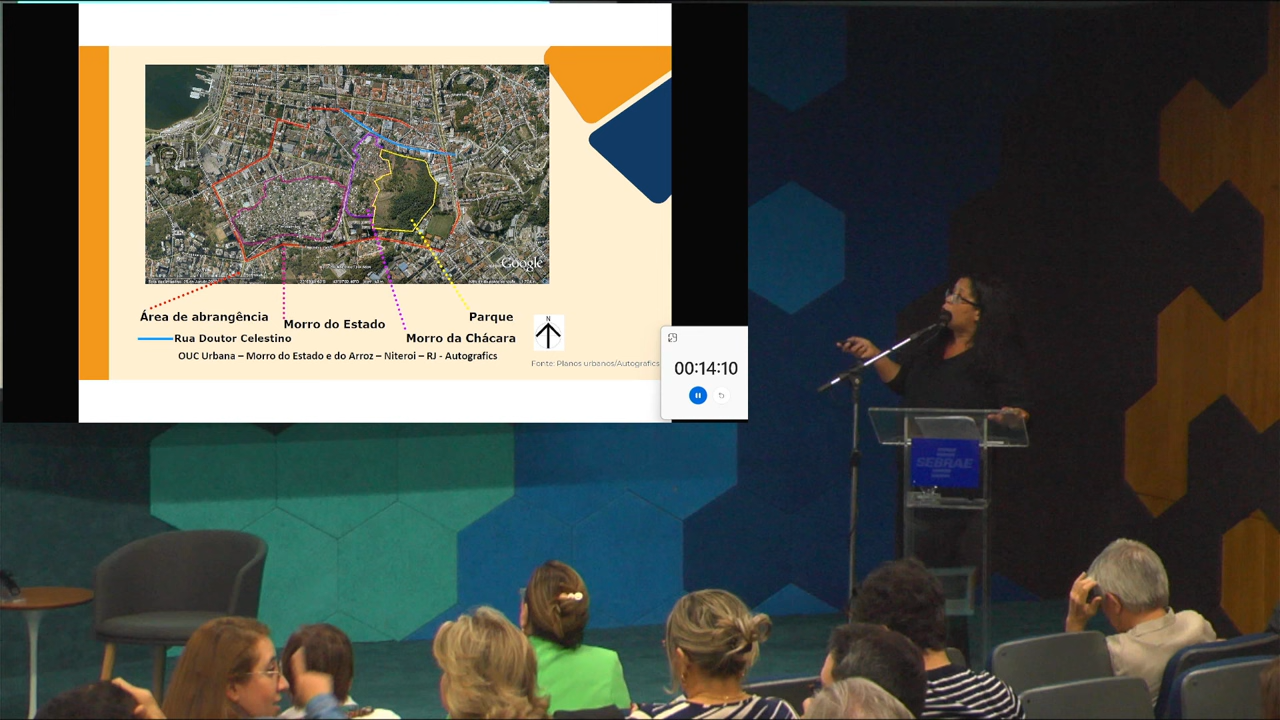 Google
Área de abrangência
Morro do Estado
Parque
Rua Doutor Celestino
Morro da Chácara
OUC Urbana – Morro do Estado e do Arroz – Niteroi – RJ - Autografics
N
Fonte: Planos urbanos/Autografics
00:14:10
SEBRAE